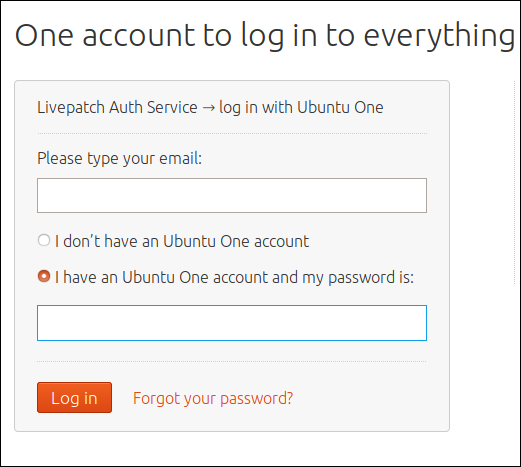 One account to log in to everything
Livepatch Auth Service → log in with Ubuntu One
Please type your email:
I don’t have an Ubuntu One account
I have an Ubuntu One account and my password is:
Log in
Forgot your password?